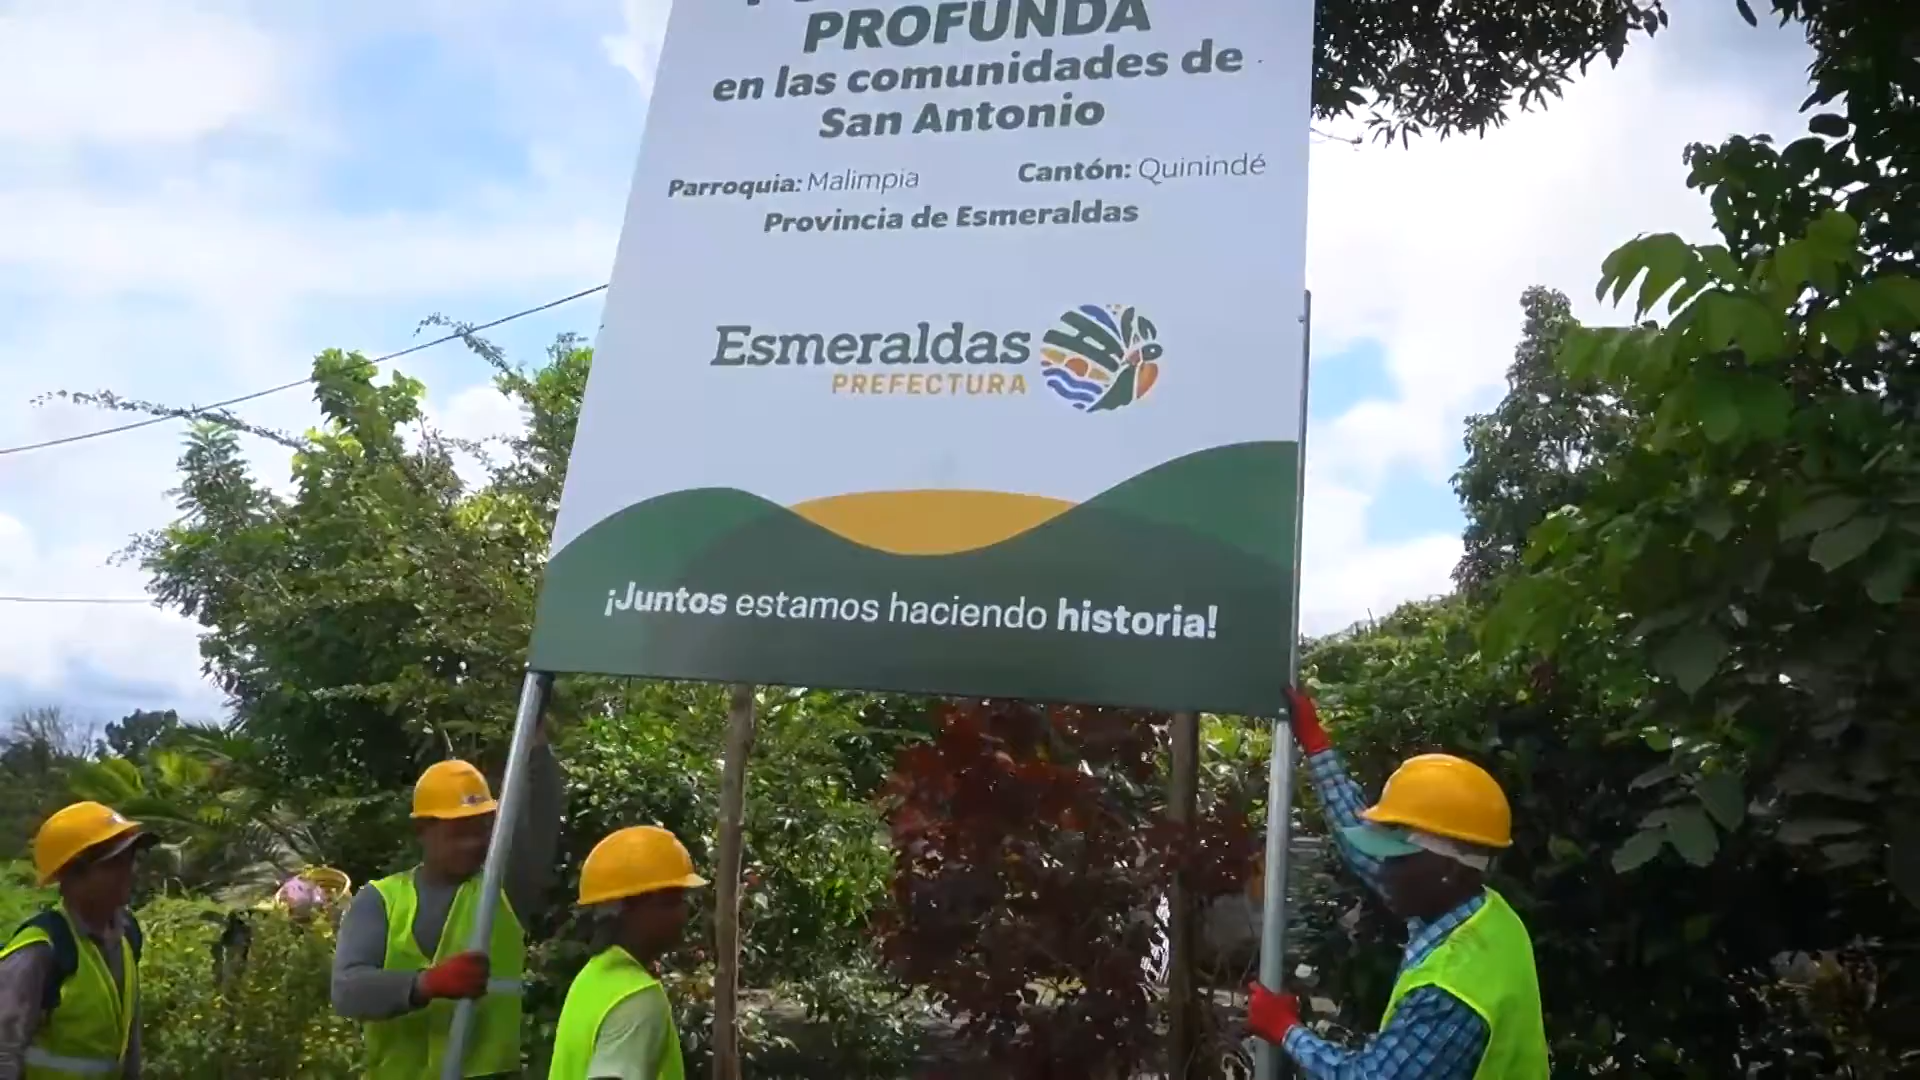 PROFUNDA
en las comunidades de
San Antonio
Parroquia: Malimpia Cantón: Quinindé
Provincia de Esmeraldas
Esmeraldas
PREFECTURA
¡Juntos estamos haciendo historia!